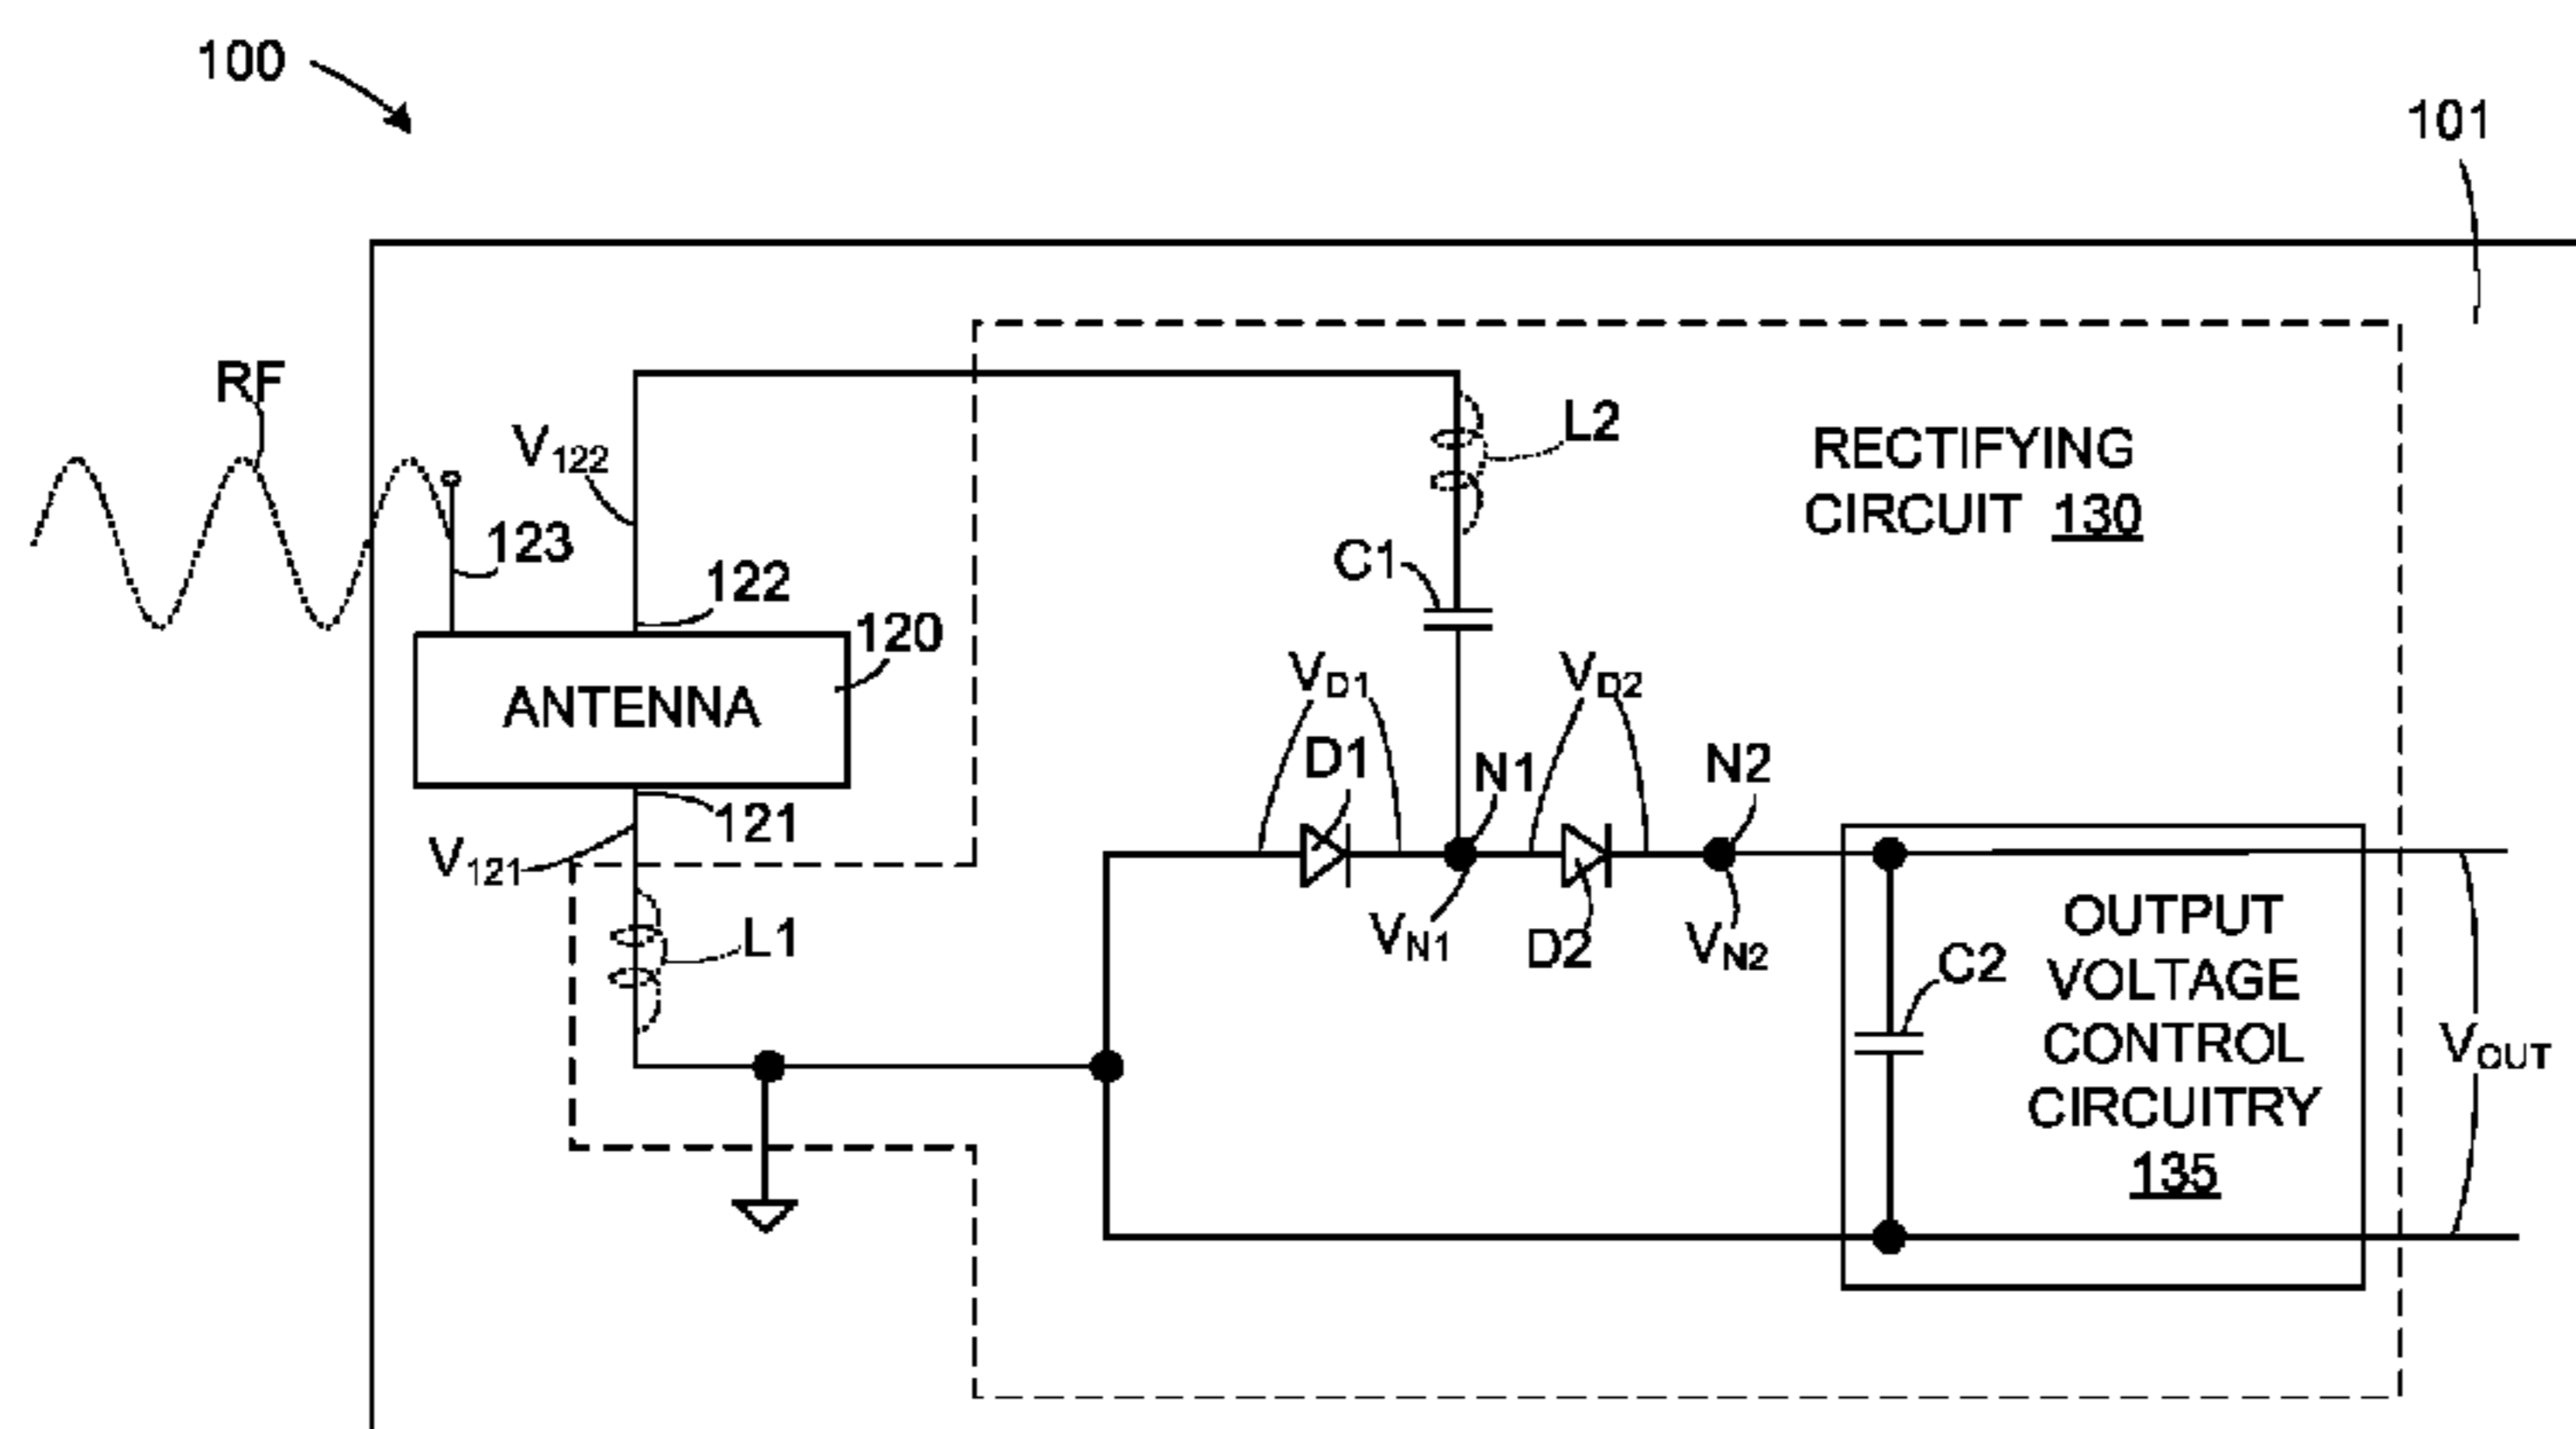 100
101
RF
V122
L2
RECTIFYING
CIRCUIT 130
123
C1
122
120
ANTENNA
VD1
VD2
D1
N1
N2
121
V121
L1
VN1
D2
VN2
C2
OUTPUT
VOLTAGE
CONTROL
CIRCUITRY
135
VOUT